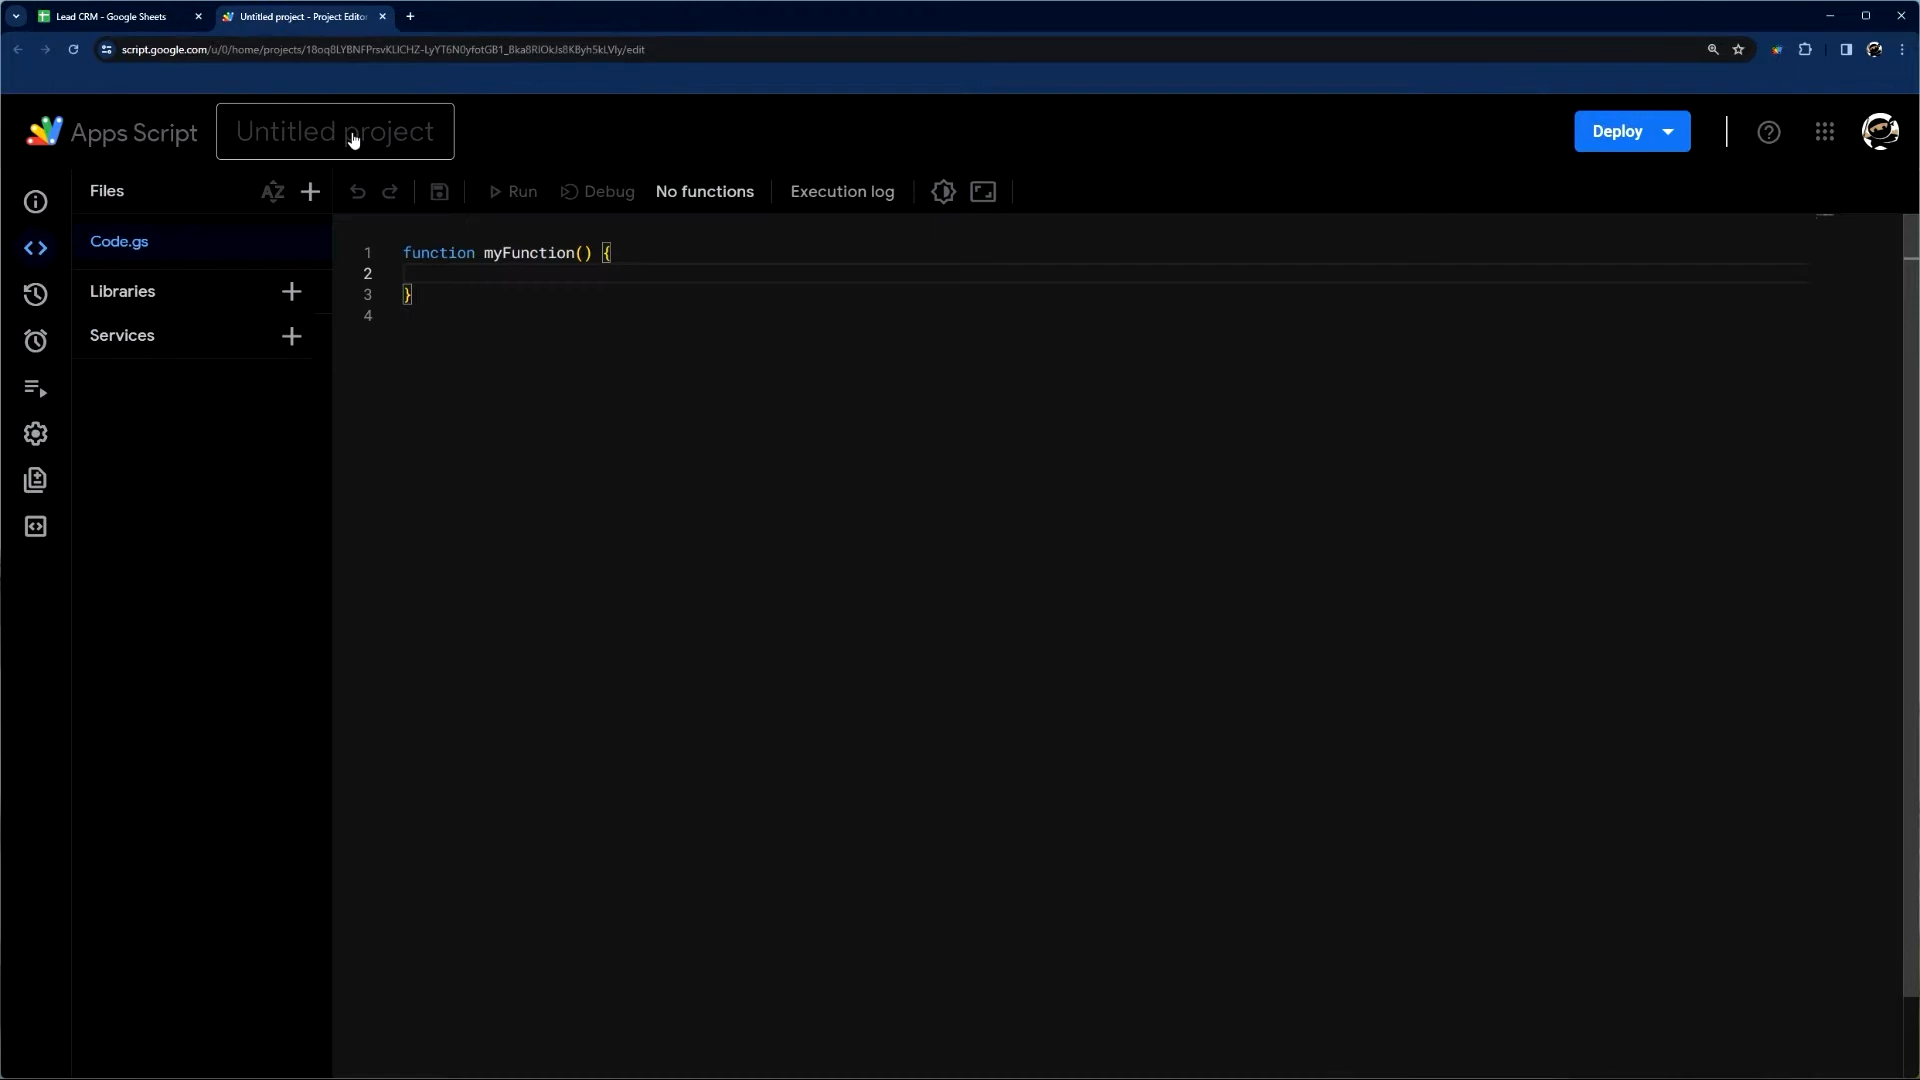 Lead CRM - Google Sheets
Untitled project - Project Editor
script.google.com/u/0/home/projects/18oq8LYBNFPrsvKLlCHZ-LyYT6N0yfotGB1_Bka8RlOkJs8KByh5kLVly/edit
Apps Script
Untitled project
Deploy
Files
AZ
Run
Debug
No functions
Execution log
Code.gs
Libraries
Services
1 function myFunction() {
2
3 }
4